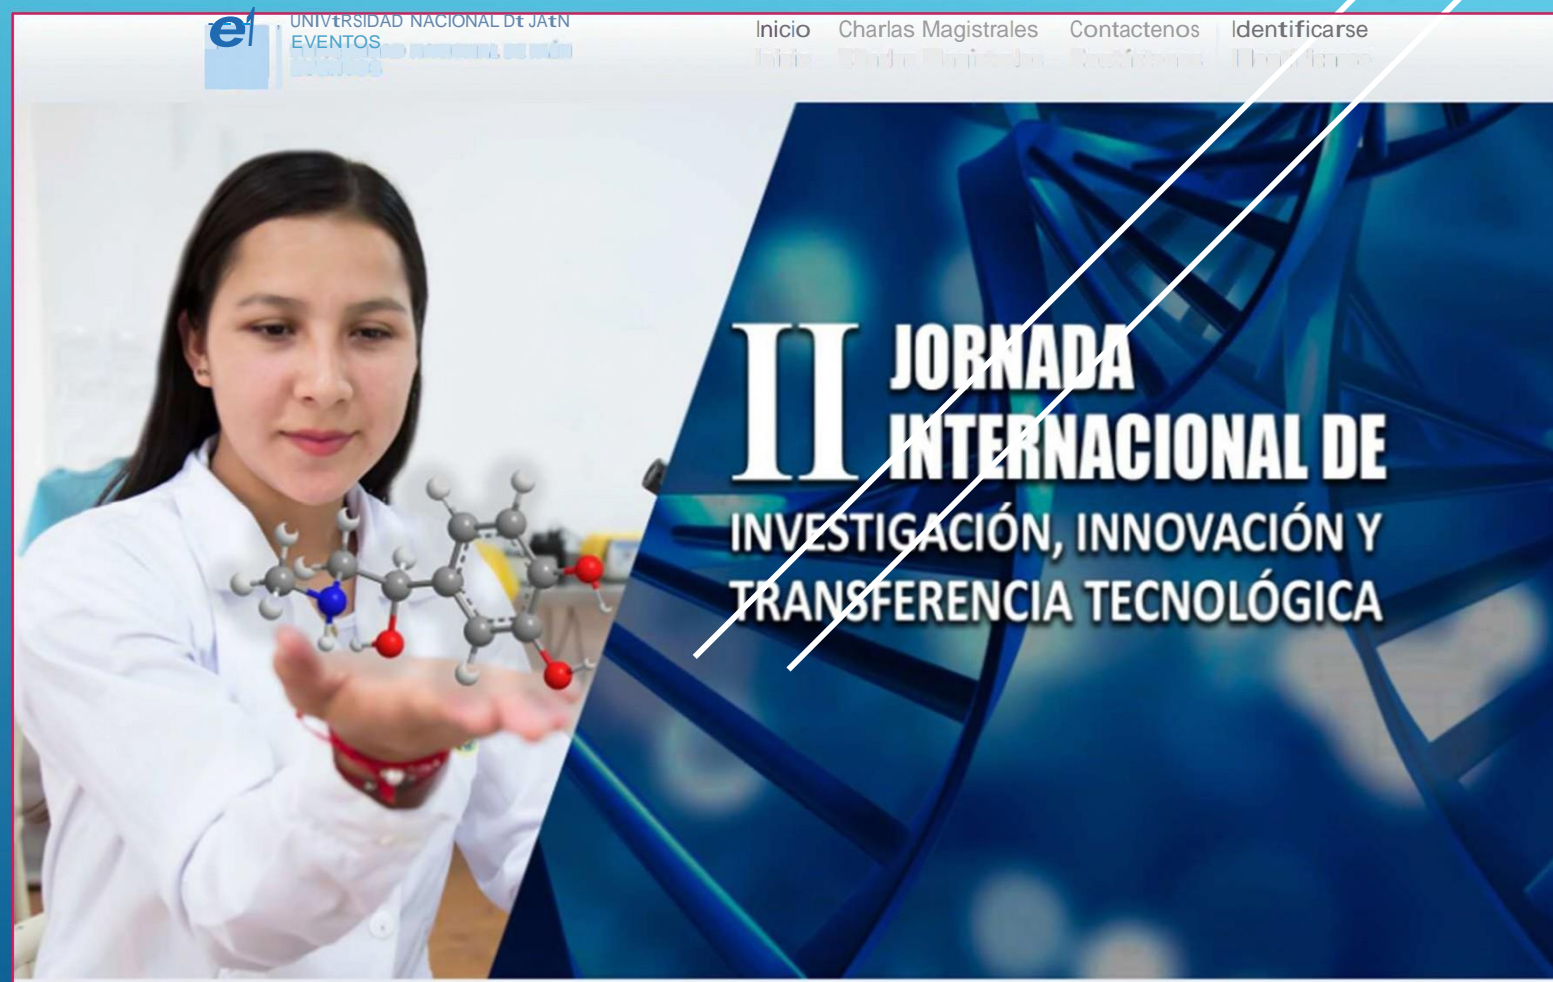 UNIVtRSIDAD NACIONAL Dt JAtN
EVENTOS
Inicio Charlas Magistrales Contactenos Identificarse
II JORNADA
INTERNACIONAL DE
INVESTIGACIÓN, INNOVACIÓN Y
TRANSFERENCIA TECNOLÓGICA